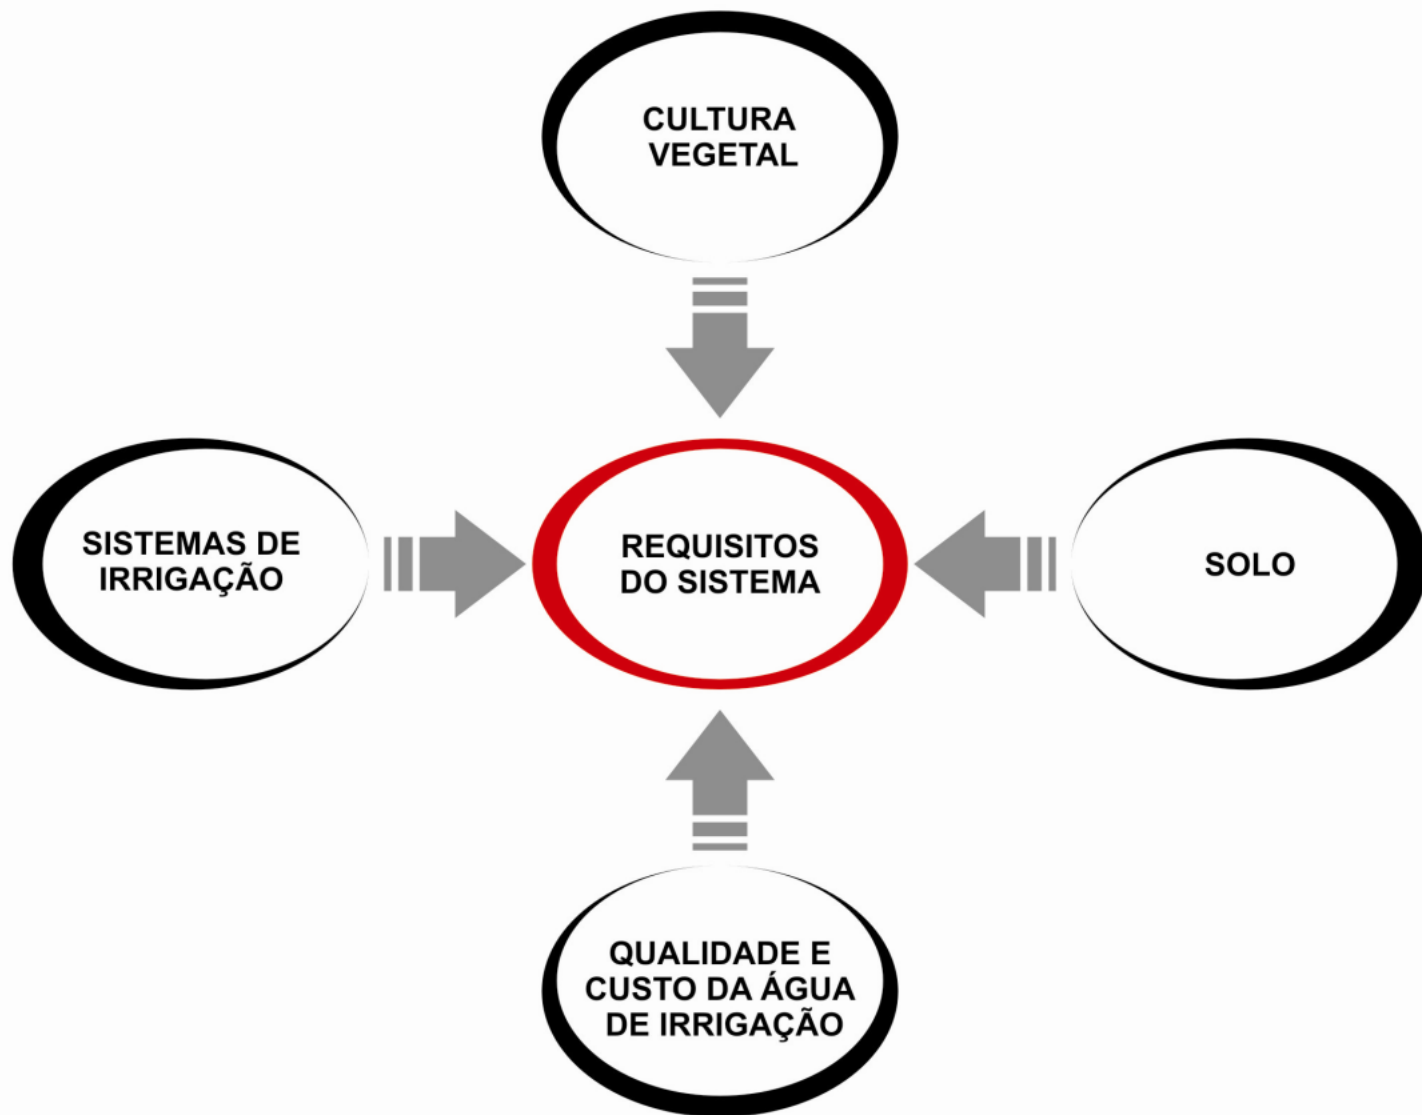 CULTURA
VEGETAL
SISTEMAS DE
IRRIGAÇÃO
REQUISITOS
DO SISTEMA
SOLO
QUALIDADE E
CUSTO DA ÁGUA
DE IRRIGAÇÃO